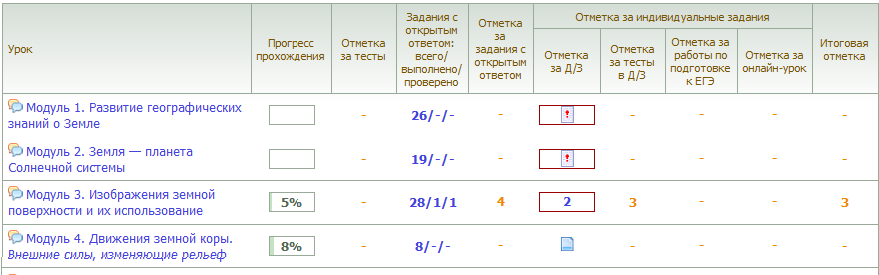 Урок
Прогресс
прохождения
Отметка
за тесты
Задания с
открытым
ответом:
всего/
выполнено/
проверено
Отметка
за
задания с
открытым
ответом
Отметка за индивидуальные задания
Отметка
за Д/З
Отметка
за тесты
в Д/З
Отметка за
работы по
подготовке
к ЕГЭ
Отметка за
онлайн-урок
Итоговая
отметка
Модуль 1. Развитие географических
знаний о Земле
- 26/-/- - ! - - - -
Модуль 2. Земля — планета
Солнечной системы
- 19/-/- - ! - - - -
Модуль 3. Изображения земной
поверхности и их использование
5% - 28/1/1 4 2 3 - - 3
Модуль 4. Движения земной коры.
Внешние силы, изменяющие рельеф
8% - 8/-/- - - - - -